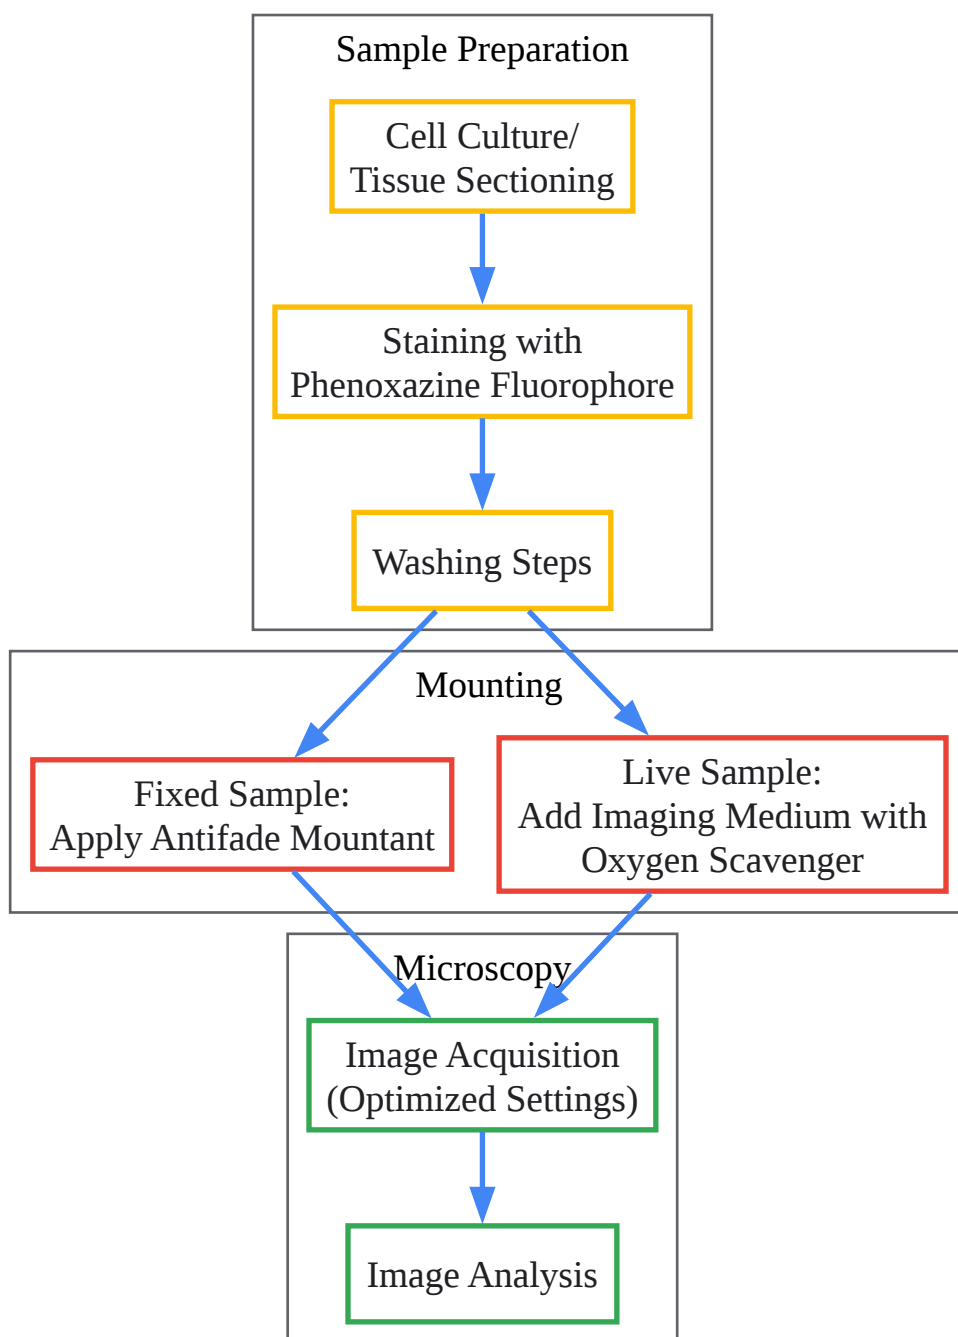 Sample Preparation
Cell Culture/
Tissue Sectioning
Staining with
Phenoxazine Fluorophore
Washing Steps
Mounting
Fixed Sample:
Apply Antifade Mountant
Live Sample:
Add Imaging Medium with
Oxygen Scavenger
Microscopy
Image Acquisition
(Optimized Settings)
Image Analysis